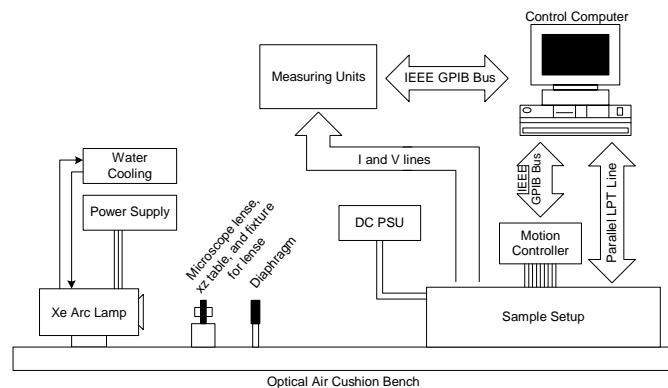 Control Computer
Measuring Units
IEEE GPIB Bus
I and V lines
Water
Cooling
Power Supply
Microscope lense,
xz table, and fixture
for lense
Diaphragm
DC PSU
IEEE
GPIB Bus
Parallel LPT Line
Motion
Controller
Xe Arc Lamp
Sample Setup
Optical Air Cushion Bench